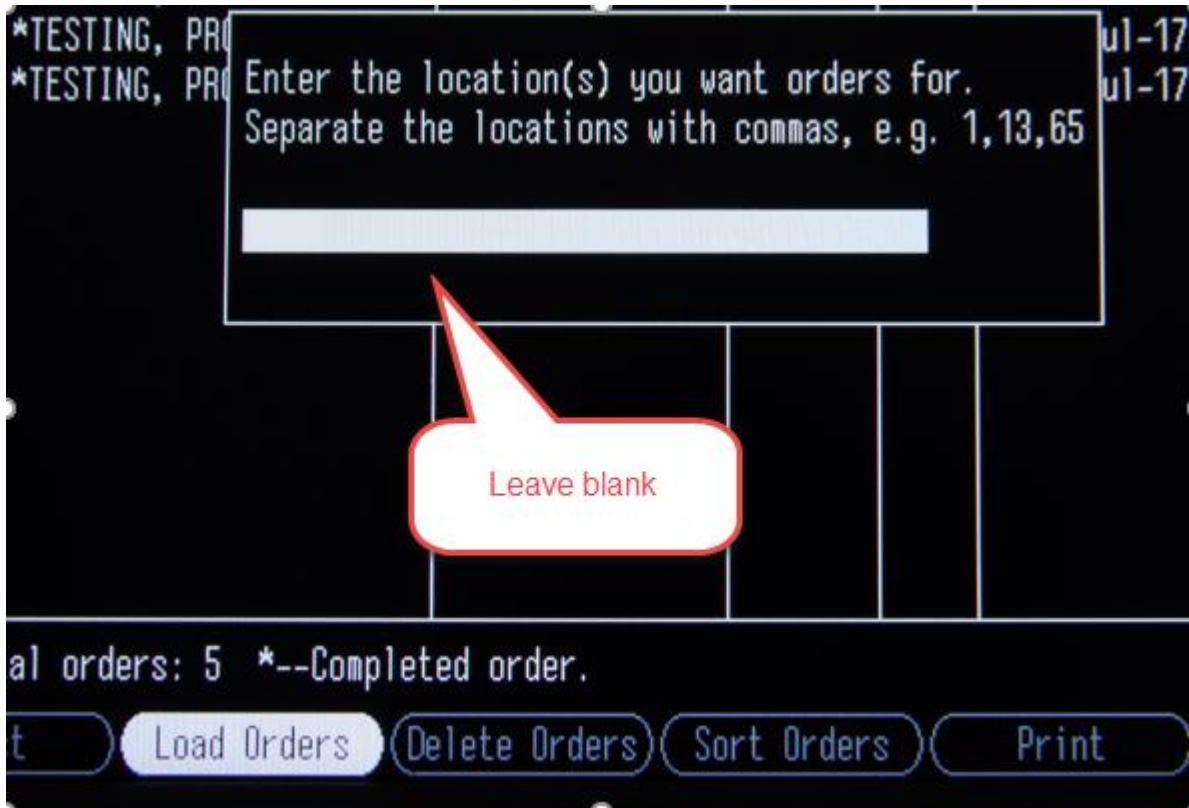 *TESTING, PR
ul-17
*TESTING, PR
ul-17
Enter the location(s) you want orders for.
Separate the locations with commas, e.g. 1,13,65
Leave blank
al orders: 5 *--Completed order.
t
Load Orders
Delete Orders
Sort Orders
Print